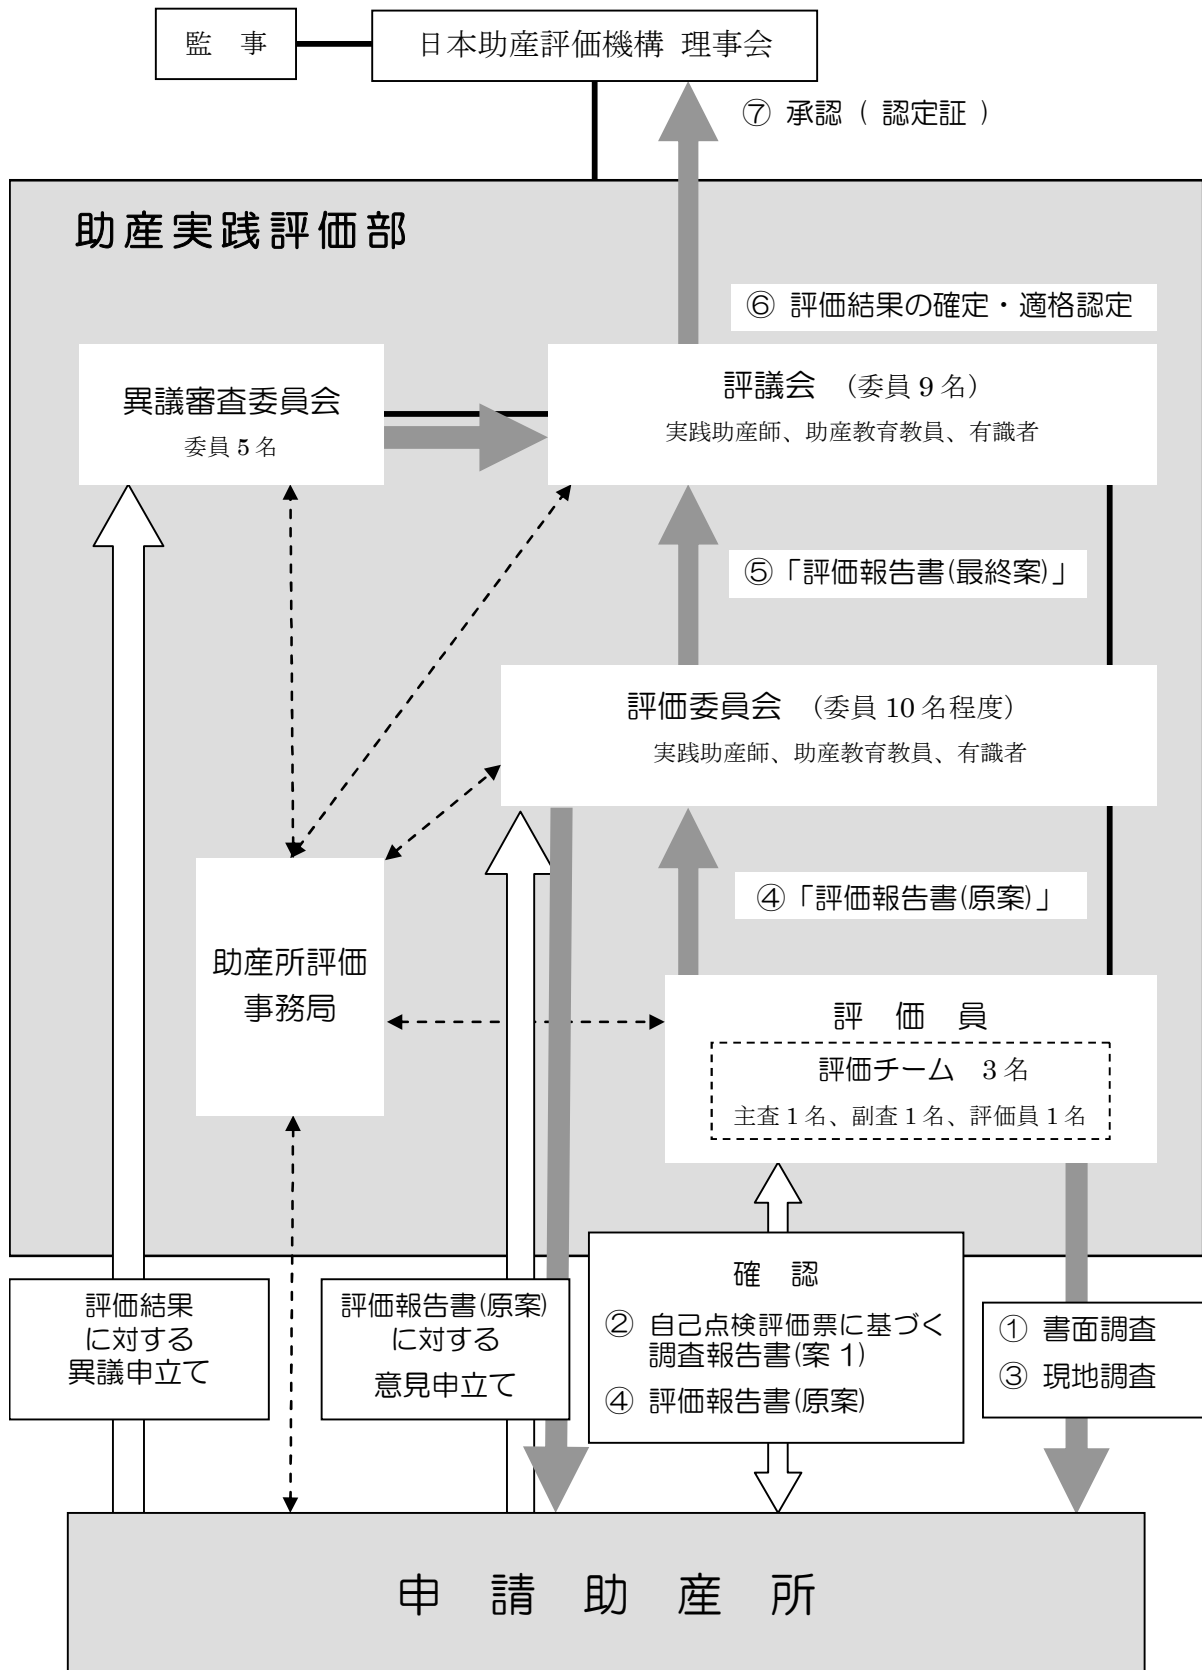 監　事
日本助産評価機構 理事会
⑦ 承認（ 認定証 ）
助産実践評価部
⑥ 評価結果の確定・適格認定
異議審査委員会
委員 5 名
評議会　（委員 9 名）
実践助産師、助産教育教員、有識者
⑤「評価報告書(最終案)」
評価委員会　（委員 10 名程度）
実践助産師、助産教育教員、有識者
④「評価報告書(原案)」
助産所評価
事務局
評　価　員
評価チーム　3 名
主査 1 名、副査 1 名、評価員 1 名
評価結果
に対する
異議申立て
評価報告書(原案)
に対する
意見申立て
確　認
② 自己点検評価票に基づく
調査報告書(案 1)
④ 評価報告書(原案)
① 書面調査
③ 現地調査
申　請　助　産　所